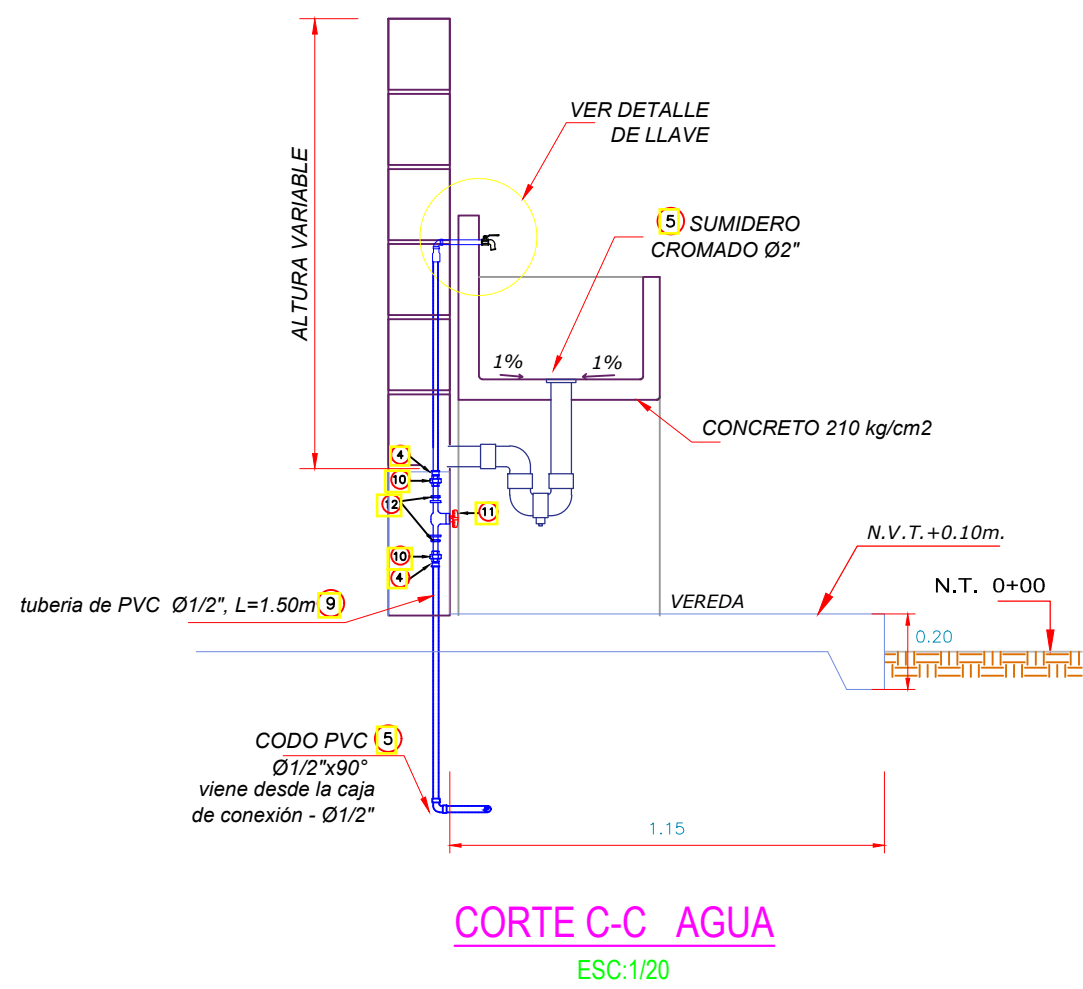 VER DETALLE
DE LLAVE
ALTURA VARIABLE
5 SUMIDERO
CROMADO Ø2"
1%
1%
CONCRETO 210 kg/cm2
4
10
12
11
10
4
N.V.T.+0.10m.
N.T. 0+00
tuberia de PVC Ø1/2", L=1.50m 9
VEREDA
0.20
CODO PVC 5
Ø1/2"x90°
viene desde la caja
de conexión - Ø1/2"
1.15
CORTE C-C AGUA
ESC:1/20